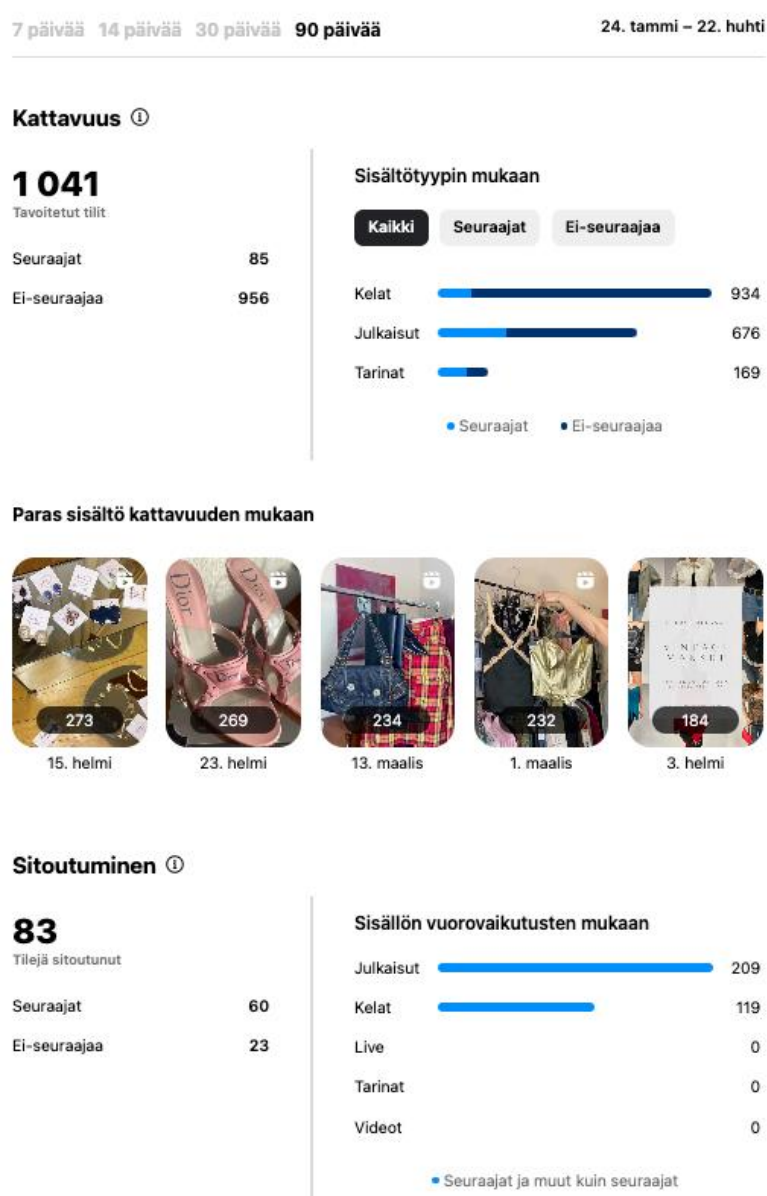 7 päivää 14 päivää 30 päivää 90 päivää
24. tammi – 22. huhti
Kattavuus
1 041
Tavoitetut tilit
Seuraajat 85
Ei-seuraajaa 956
Sisältötyypin mukaan
Kaikki Seuraajat Ei-seuraajaa
Kelat 934
Julkaisut 676
Tarinat 169
Seuraajat Ei-seuraajaa
Paras sisältö kattavuuden mukaan
Dior Dior
VINTAGE
MARKET
273 269 234 232 184
15. helmi 23. helmi 13. maalis 1. maalis 3. helmi
Sitoutuminen
83
Tilejä sitoutunut
Seuraajat 60
Ei-seuraajaa 23
Sisällön vuorovaikutusten mukaan
Julkaisut 209
Kelat 119
Live 0
Tarinat 0
Videot 0
Seuraajat ja muut kuin seuraajat